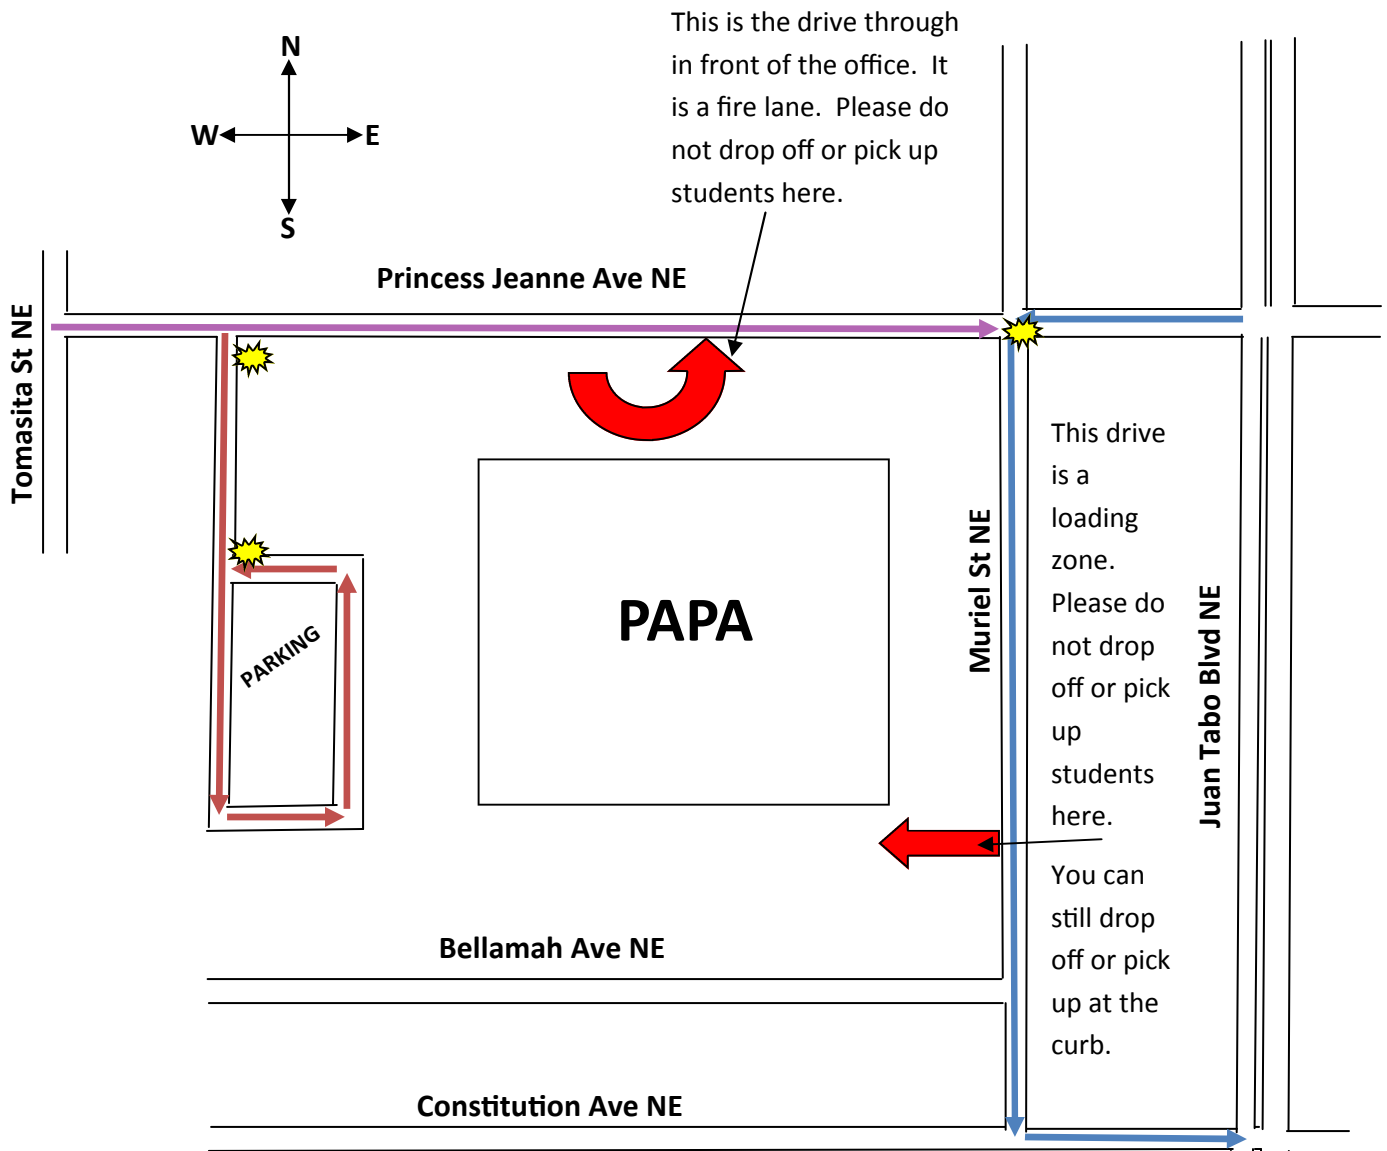 This is the drive through
in front of the office.  It
is a fire lane.  Please do
not drop off or pick up
students here.
N
W
E
S
Princess Jeanne Ave NE
Tomasita St NE
This drive
is a
loading
zone.
Please do
not drop
off or pick
up
students
here.
You can
still drop
off or pick
up at the
curb.
Muriel St NE
Juan Tabo Blvd NE
PAPA
PARKING
Bellamah Ave NE
Constitution Ave NE